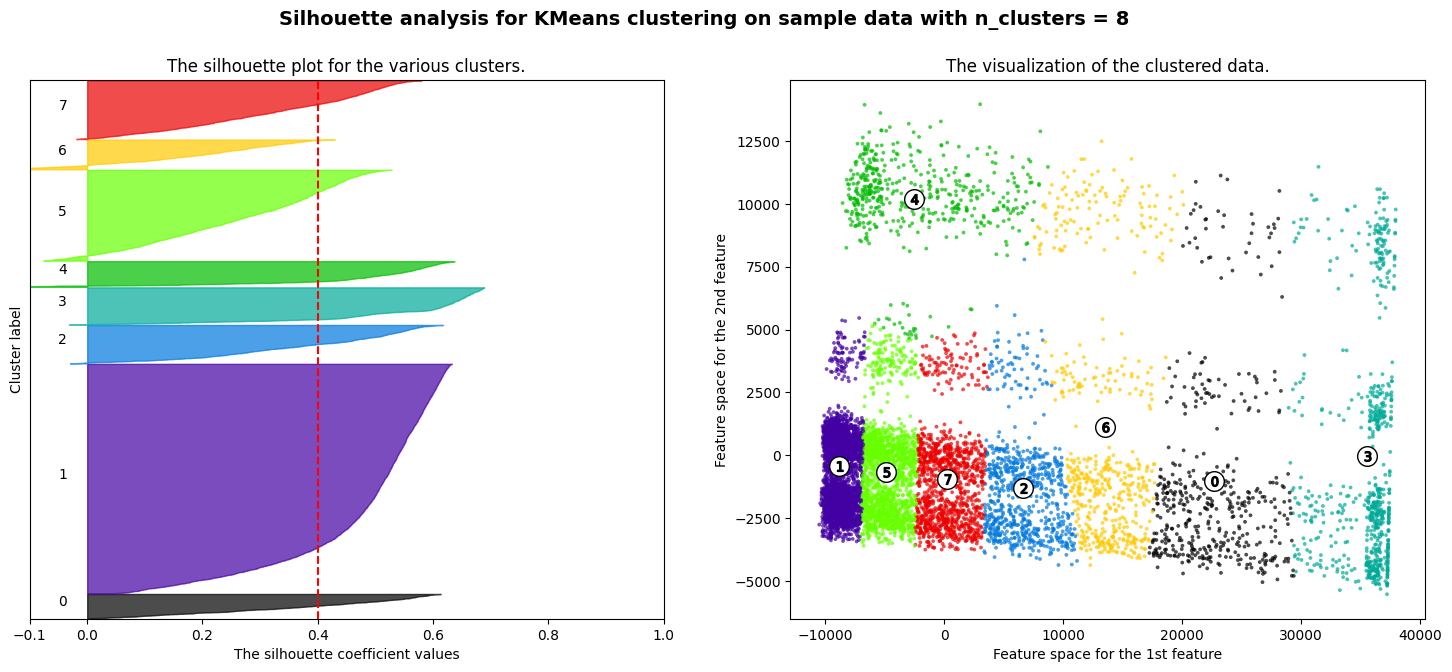 Silhouette analysis for KMeans clustering on sample data with n_clusters = 8
The silhouette plot for the various clusters.
7
6
5
4
3
2
1
0
Cluster label
−0.1 0.0 0.2 0.4 0.6 0.8 1.0
The silhouette coefficient values
The visualization of the clustered data.
12500
10000
7500
5000
2500
0
−2500
−5000
Feature space for the 2nd feature
4
6
3
1
5
7
2
0
−10000 0 10000 20000 30000 40000
Feature space for the 1st feature